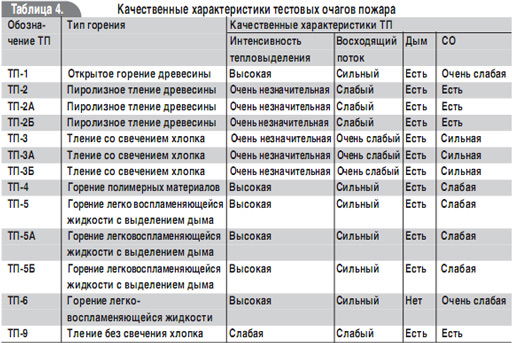 Таблица 4. Качественные характеристики тестовых очагов пожара
Обозна- Тип горения Качественные характеристики ТП
чение ТП Интенсивность Восходящий Дым СО
тепловыделения поток
ТП-1 Открытое горение древесины Высокая Сильный Есть Очень слабая
ТП-2 Пиролизное тление древесины Очень незначительная Слабый Есть Есть
ТП-2А Пиролизное тление древесины Очень незначительная Слабый Есть Есть
ТП-2Б Пиролизное тление древесины Очень незначительная Слабый Есть Есть
ТП-3 Тление со свечением хлопка Очень незначительная Очень слабый Есть Сильная
ТП-3А Тление со свечением хлопка Очень незначительная Очень слабый Есть Сильная
ТП-3Б Тление со свечением хлопка Очень незначительная Очень слабый Есть Сильная
ТП-4 Горение полимерных материалов Высокая Сильный Есть Слабая
ТП-5 Горение легко воспламеняющейся Высокая Сильный Есть Слабая
жидкости с выделением дыма
ТП-5А Горение легковоспламеняющейся Высокая Сильный Есть Слабая
жидкости с выделением дыма
ТП-5Б Горение легковоспламеняющейся Высокая Сильный Есть Слабая
жидкости с выделением дыма
ТП-6 Горение легко- Высокая Сильный Нет Очень слабая
воспламеняющейся жидкости
ТП-9 Тление без свечения хлопка Слабая Слабый Есть Есть